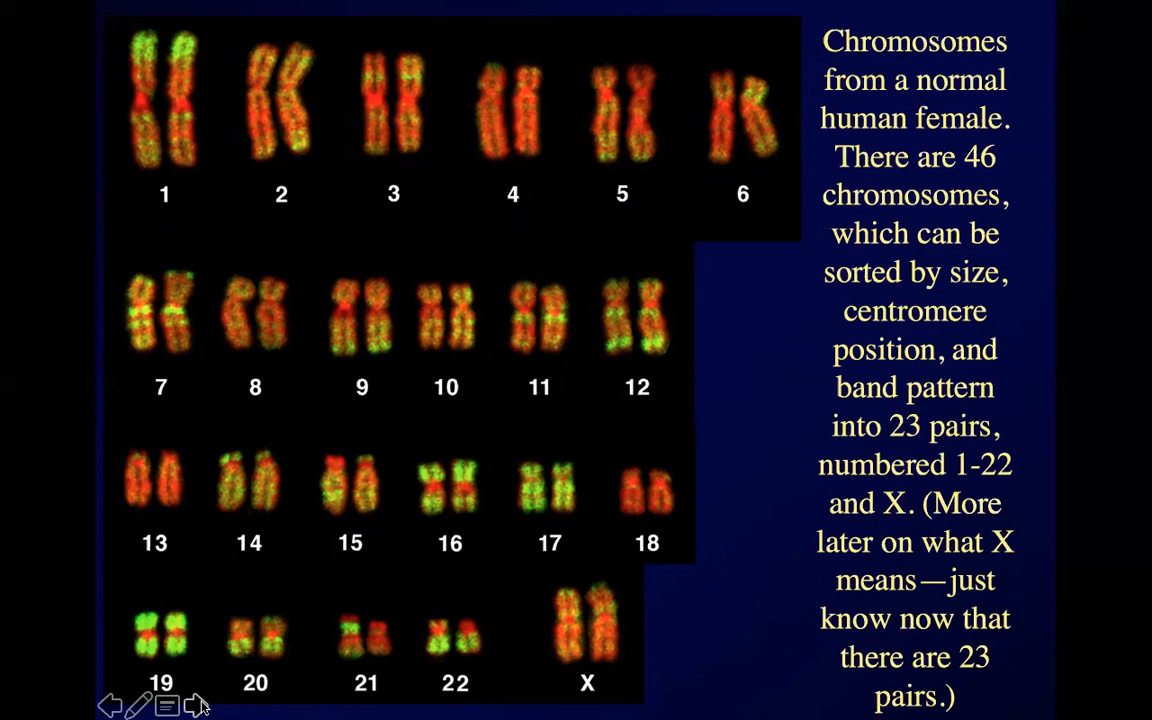 1 2 3 4 5 6
7 8 9 10 11 12
13 14 15 16 17 18
19 20 21 22 X
Chromosomes
from a normal
human female.
There are 46
chromosomes,
which can be
sorted by size,
centromere
position, and
band pattern
into 23 pairs,
numbered 1-22
and X. (More
later on what X
means—just
know now that
there are 23
pairs.)